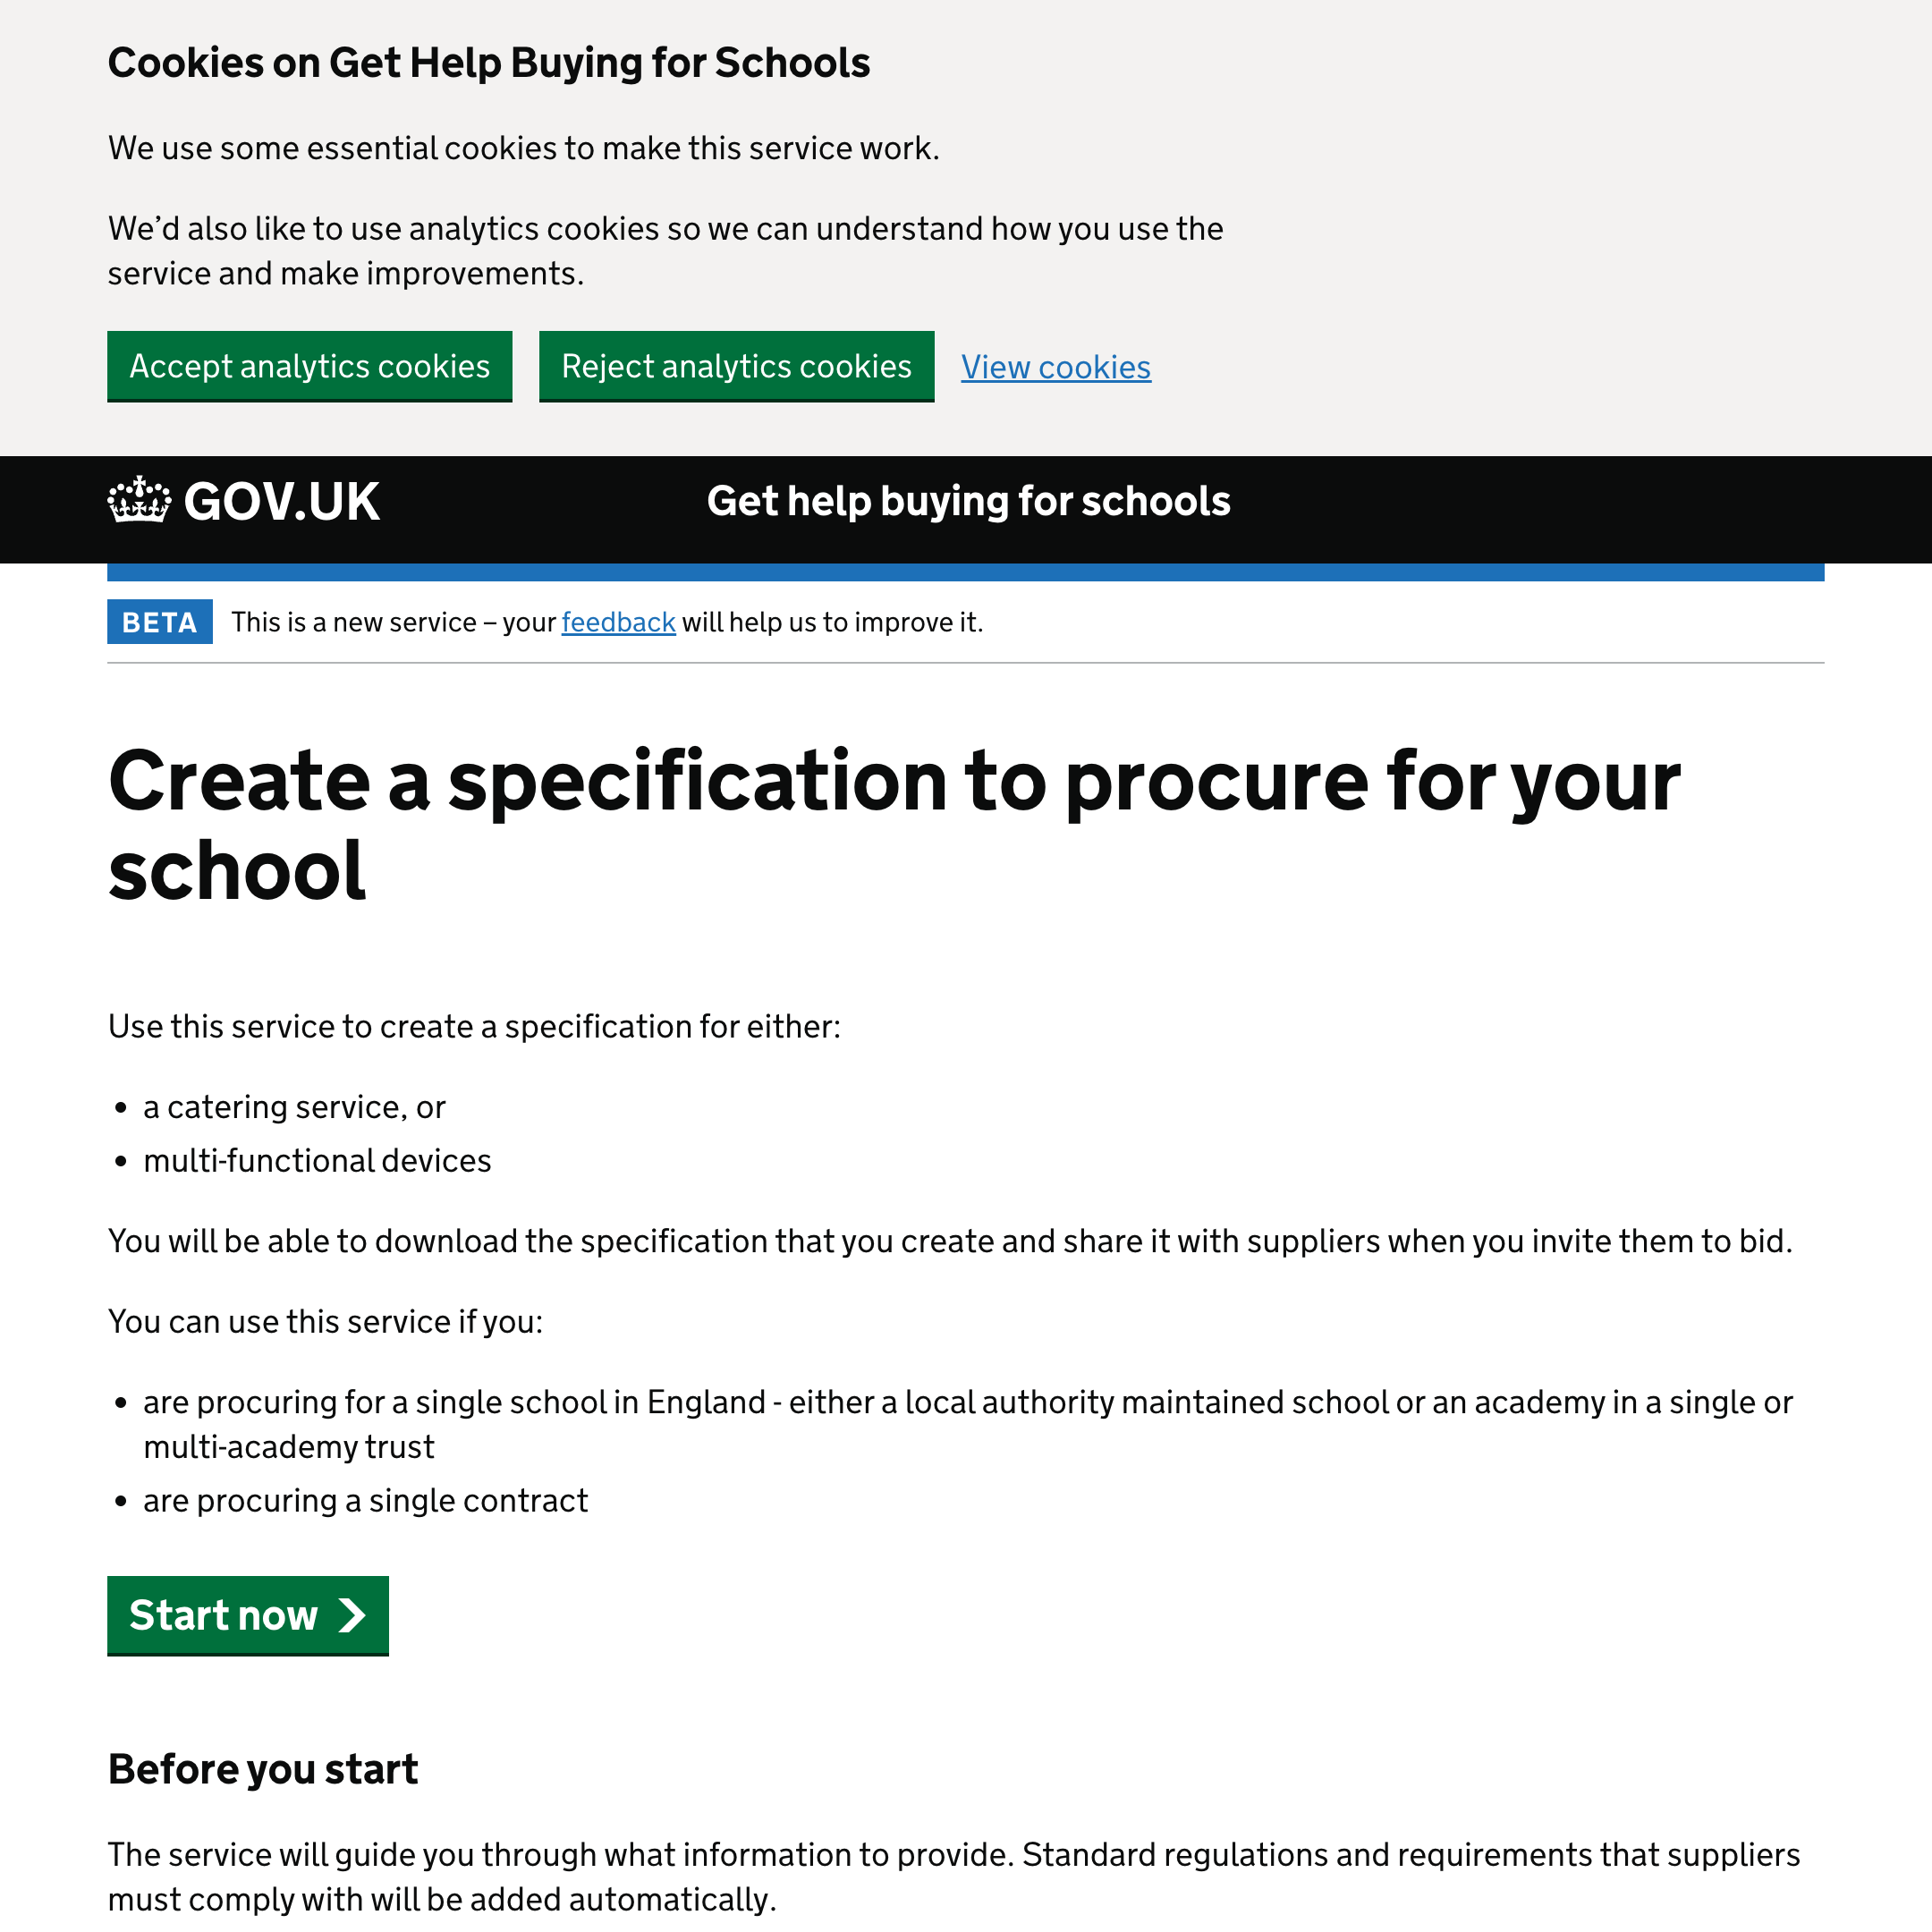 Cookies on Get Help Buying for Schools
We use some essential cookies to make this service work.
We’d also like to use analytics cookies so we can understand how you use the
service and make improvements.
Accept analytics cookies Reject analytics cookies View cookies
GOV.UK Get help buying for schools
BETA This is a new service – your feedback will help us to improve it.
Create a specification to procure for your
school
Use this service to create a specification for either:
a catering service, or
multi-functional devices
You will be able to download the specification that you create and share it with suppliers when you invite them to bid.
You can use this service if you:
are procuring for a single school in England - either a local authority maintained school or an academy in a single or
multi-academy trust
are procuring a single contract
Start now
Before you start
The service will guide you through what information to provide. Standard regulations and requirements that suppliers
must comply with will be added automatically.